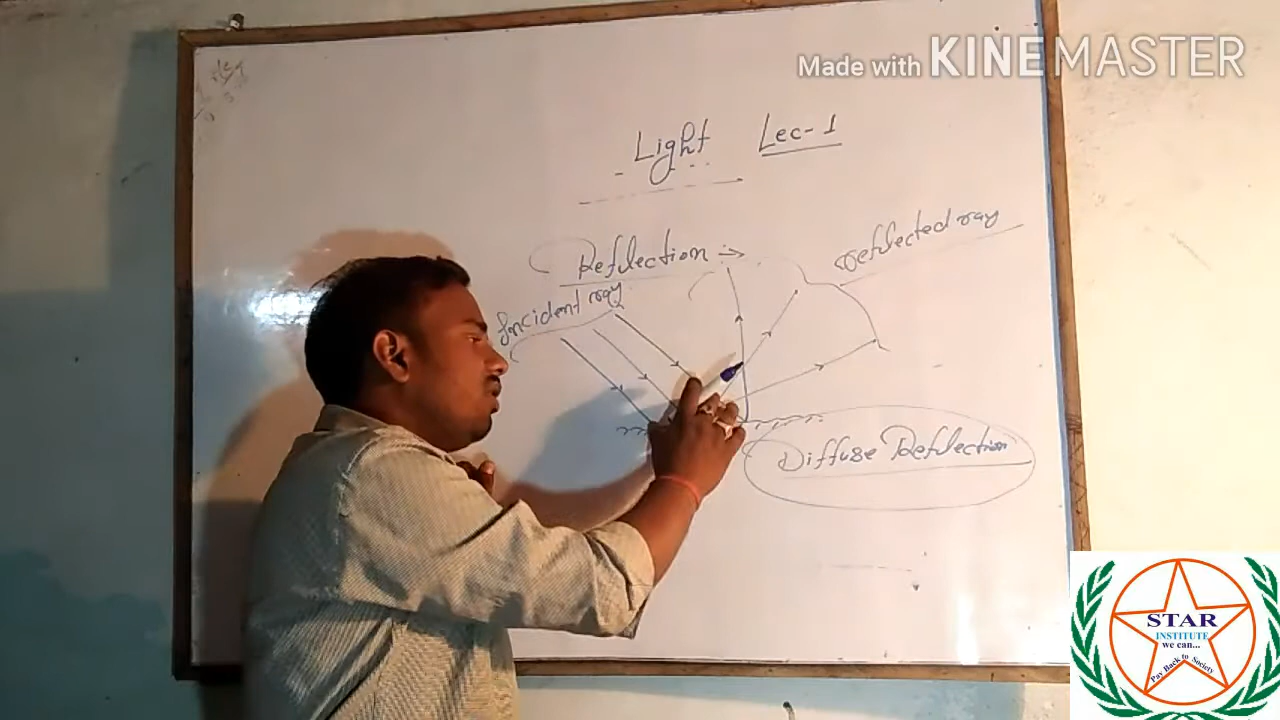 Made with KINEMASTER
Light Lec-1
Reflection →
Reflected ray
Incident ray
Diffuse Reflection
STAR
INSTITUTE
we can...
Pay Back to Society